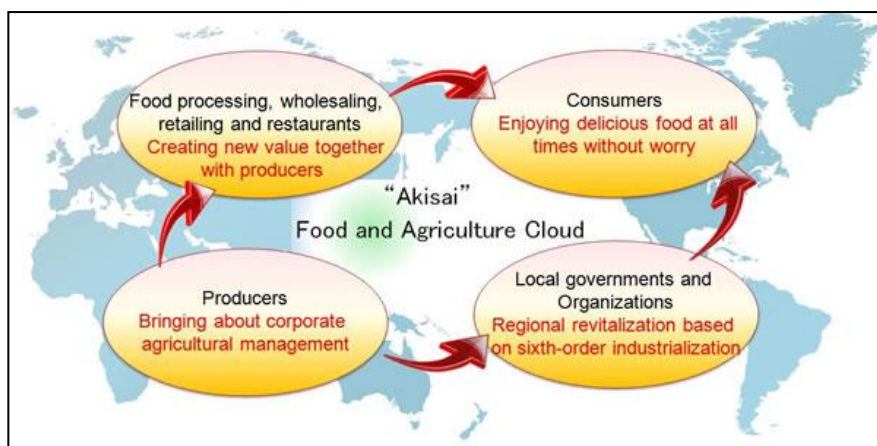 Food processing, wholesaling,
retailing and restaurants
Creating new value together
with producers
Consumers
Enjoying delicious food at all
times without worry
“Akisai”
Food and Agriculture Cloud
Producers
Bringing about corporate
agricultural management
Local governments and
Organizations
Regional revitalization based
on sixth-order industrialization